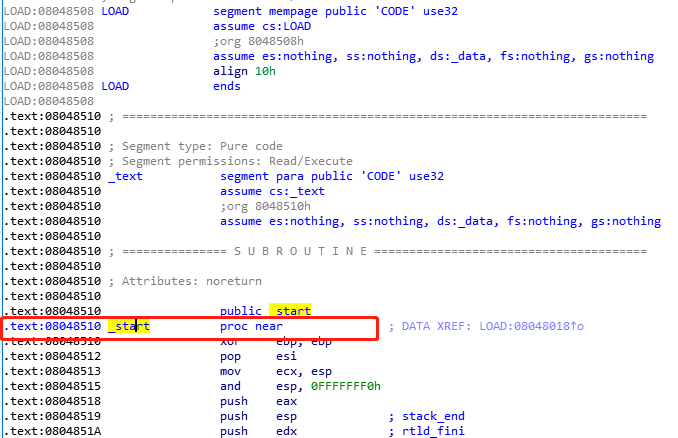 LOAD:08048508 LOAD segment mempage public 'CODE' use32
LOAD:08048508 assume cs:LOAD
LOAD:08048508 ;org 8048508h
LOAD:08048508 assume es:nothing, ss:nothing, ds:_data, fs:nothing, gs:nothing
LOAD:08048508 align 10h
LOAD:08048508 LOAD ends
LOAD:08048508
.text:08048510 ; ===========================================================================
.text:08048510
.text:08048510 ; Segment type: Pure code
.text:08048510 ; Segment permissions: Read/Execute
.text:08048510 _text segment para public 'CODE' use32
.text:08048510 assume cs:_text
.text:08048510 ;org 8048510h
.text:08048510 assume es:nothing, ss:nothing, ds:_data, fs:nothing, gs:nothing
.text:08048510
.text:08048510 ; =============== S U B R O U T I N E =======================================
.text:08048510
.text:08048510 ; Attributes: noreturn
.text:08048510
.text:08048510 public _start
.text:08048510 _start proc near ; DATA XREF: LOAD:08048018↑o
.text:08048510 xor ebp, ebp
.text:08048512 pop esi
.text:08048513 mov ecx, esp
.text:08048515 and esp, 0FFFFFFF0h
.text:08048518 push eax
.text:08048519 push esp ; stack_end
.text:0804851A push edx ; rtld_fini